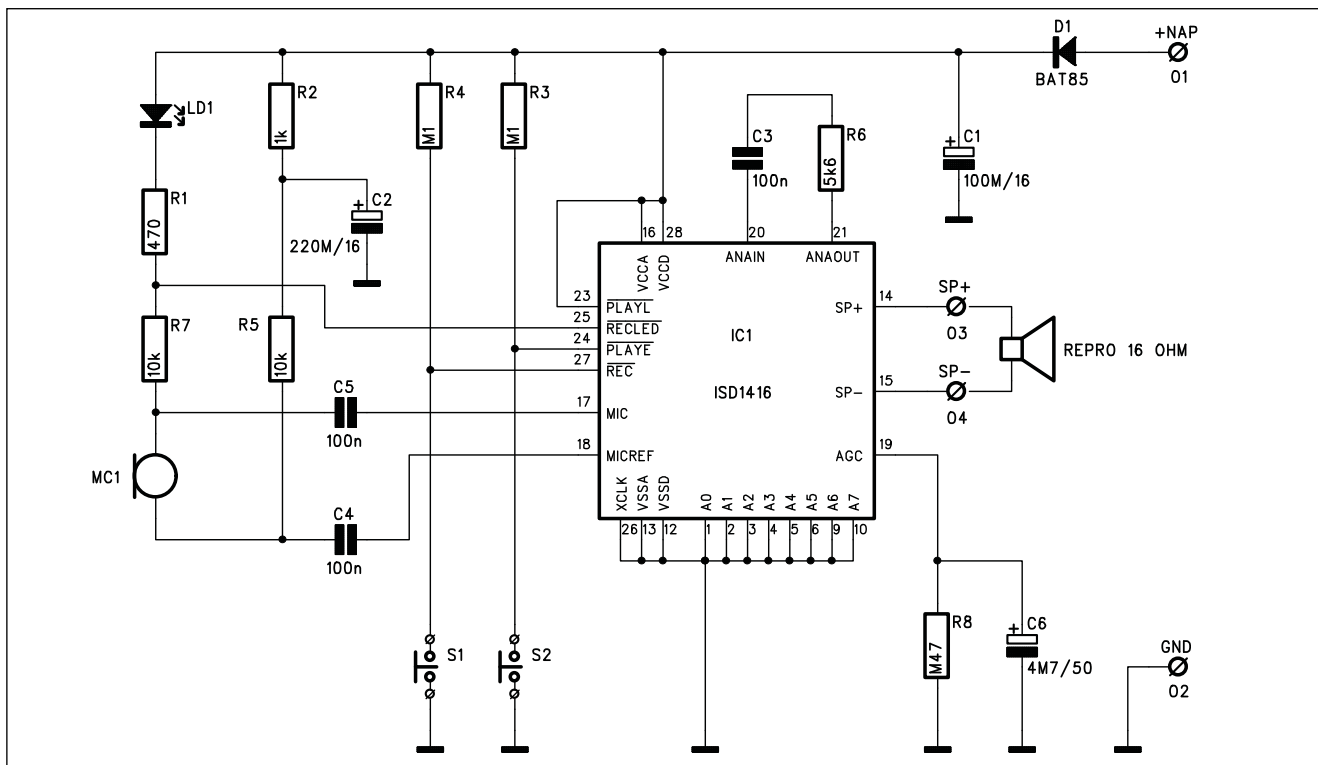 D1
+NAP
BAT85
O1
LD1
R2
1k
R4
M1
R3
M1
C3
100n
R6
5k6
C1
+
100M/16
R1
470
C2
+
220M/16
16
28
20
21
VCCA
VCCD
ANAIN
ANAOUT
23
PLAYL
25
RECLED
24
PLAYE
27
REC
IC1
ISD1416
SP+
14
SP+
O3
REPRO 16 OHM
SP-
15
SP-
O4
R7
10k
R5
10k
C5
100n
17
MIC
18
MICREF
AGC
19
MC1
C4
100n
XCLK
VSSA
VSSD
A0
A1
A2
A3
A4
A5
A6
A7
26
13
12
1
2
3
4
5
6
9
10
S1
S2
R8
M47
C6
+
4M7/50
GND
O2